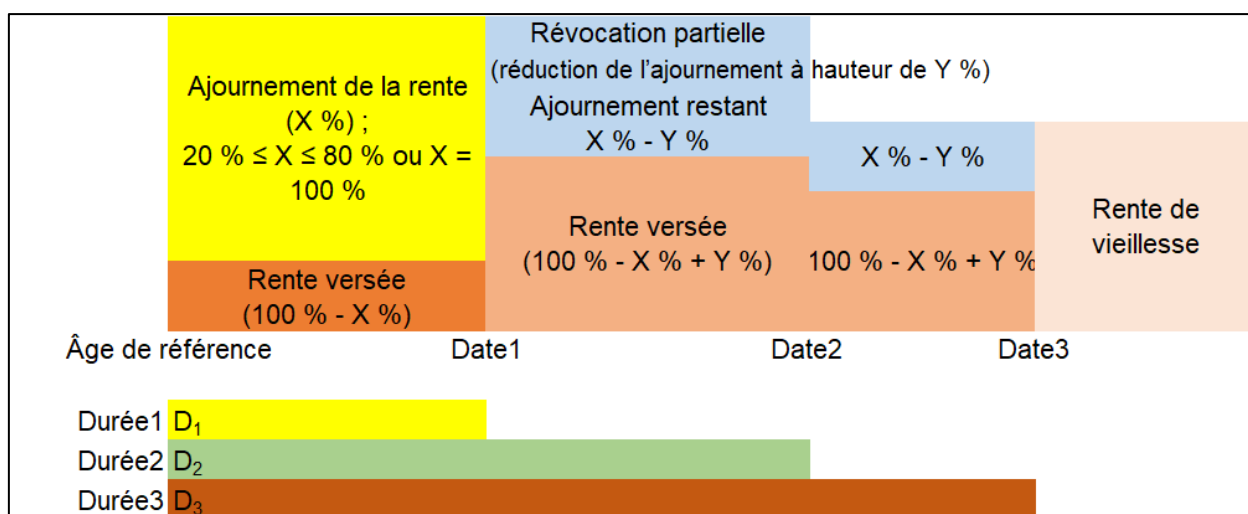 Ajournement de la rente
(X %) ;
20 % ≤ X ≤ 80 % ou X =
100 %
Rente versée
(100 % - X %)
Révocation partielle
(réduction de l'ajournement à hauteur de Y %)
Ajournement restant
X % - Y %
Rente versée
(100 % - X % + Y %)
X % - Y %
100 % - X % + Y %
Rente de
vieillesse
Âge de référence
Date1
Date2
Date3
Durée1 D₁
Durée2 D₂
Durée3 D₃